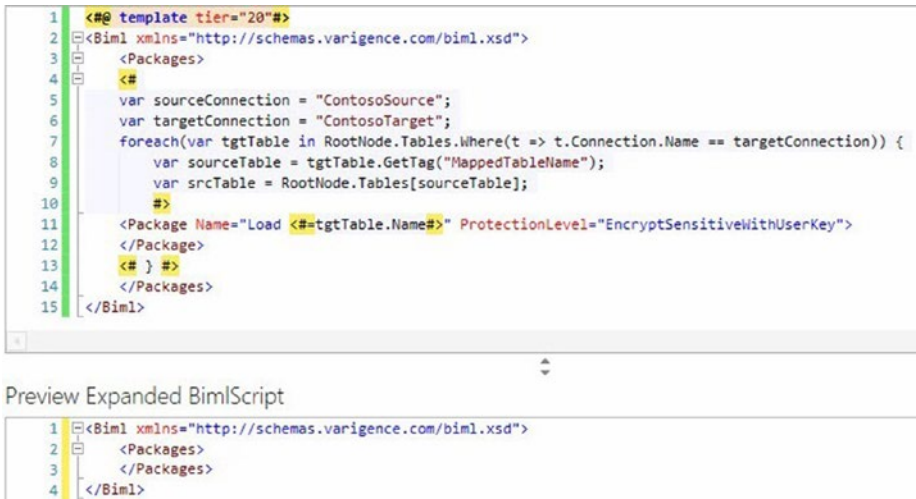 1 <#@ template tier="20"#>
2 <Biml xmlns="http://schemas.varigence.com/biml.xsd">
3 <Packages>
4 <#
5 var sourceConnection = "ContosoSource";
6 var targetConnection = "ContosoTarget";
7 foreach(var tgtTable in RootNode.Tables.Where(t => t.Connection.Name == targetConnection)) {
8 var sourceTable = tgtTable.GetTag("MappedTableName");
9 var srcTable = RootNode.Tables[sourceTable];
10 #>
11 <Package Name="Load <#=tgtTable.Name#>" ProtectionLevel="EncryptSensitiveWithUserKey">
12 </Package>
13 <# } #>
14 </Packages>
15 </Biml>
Preview Expanded BimlScript
1 <Biml xmlns="http://schemas.varigence.com/biml.xsd">
2 <Packages>
3 </Packages>
4 </Biml>